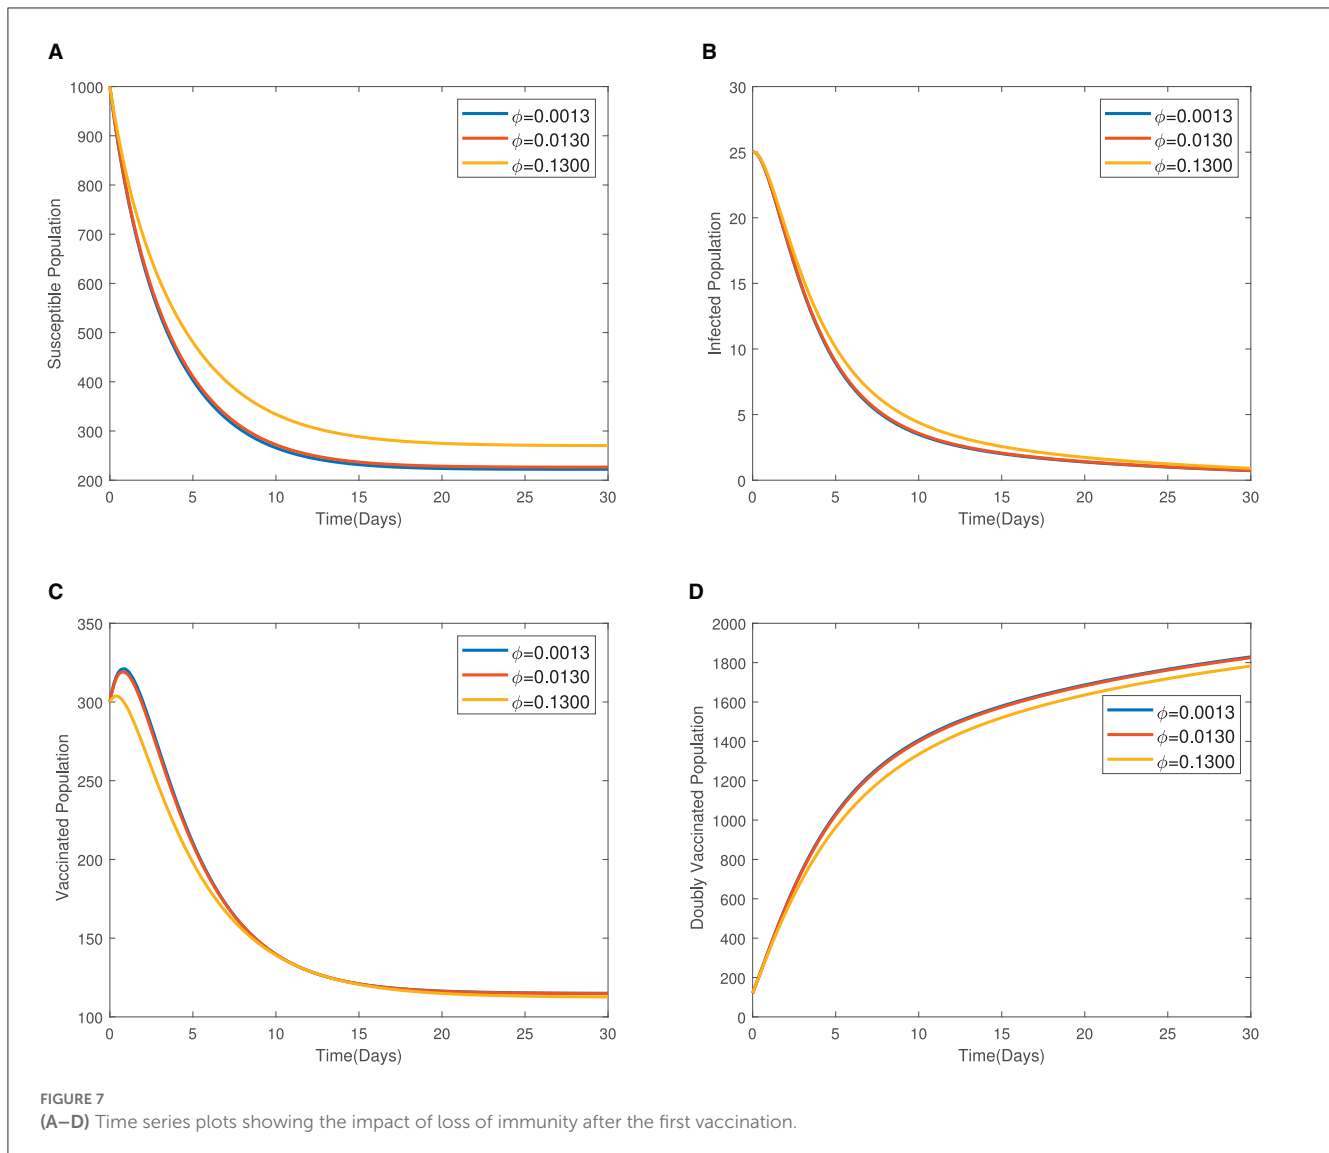 A
1000
900
800
700
600
500
400
300
200
0 5 10 15 20 25 30
Susceptible Population
Time(Days)
ϕ=0.0013
ϕ=0.0130
ϕ=0.1300
B
30
25
20
15
10
5
0
0 5 10 15 20 25 30
Infected Population
Time(Days)
ϕ=0.0013
ϕ=0.0130
ϕ=0.1300
C
350
300
250
200
150
100
0 5 10 15 20 25 30
Vaccinated Population
Time(Days)
ϕ=0.0013
ϕ=0.0130
ϕ=0.1300
D
2000
1800
1600
1400
1200
1000
800
600
400
200
0
0 5 10 15 20 25 30
Doubly Vaccinated Population
Time(Days)
ϕ=0.0013
ϕ=0.0130
ϕ=0.1300
FIGURE 7
(A–D) Time series plots showing the impact of loss of immunity after the first vaccination.